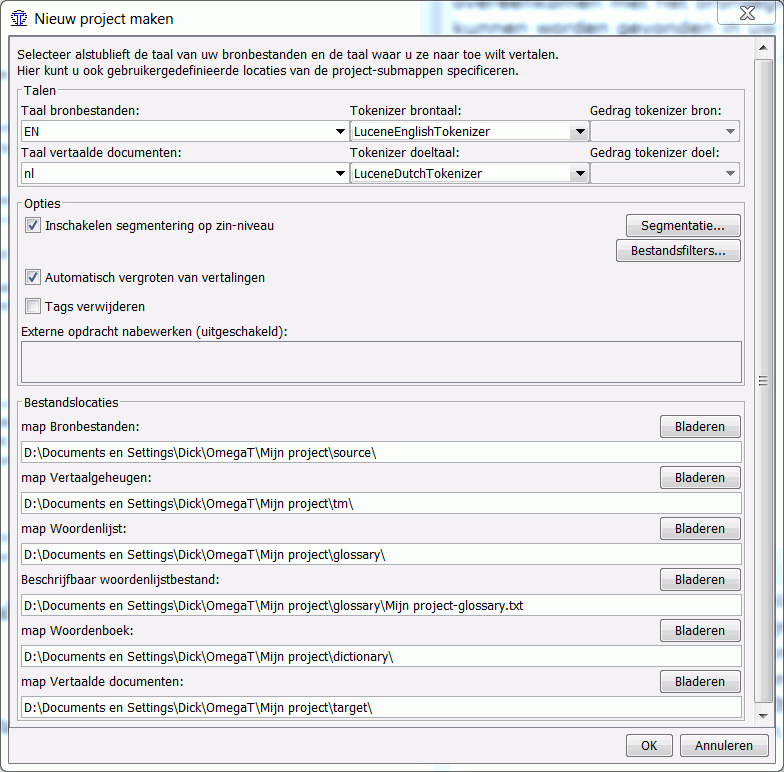 Nieuw project maken
Selecteer alstublieft de taal van uw bronbestanden en de taal waar u ze naar toe wilt vertalen.
Hier kunt u ook gebruikergedefinieerde locaties van de project-submappen specificeren.
Talen
Taal bronbestanden: Tokenizer brontaal: Gedrag tokenizer bron:
EN LuceneEnglishTokenizer
Taal vertaalde documenten: Tokenizer doeltaal: Gedrag tokenizer doel:
nl LuceneDutchTokenizer
Opties
Inschakelen segmentering op zin-niveau Segmentatie...
Bestandsfilters...
Automatisch vergroten van vertalingen
Tags verwijderen
Externe opdracht nabewerken (uitgeschakeld):
Bestandslocaties
map Bronbestanden: Bladeren
D:\Documents en Settings\Dick\OmegaT\Mijn project\source\
map Vertaalgeheugen: Bladeren
D:\Documents en Settings\Dick\OmegaT\Mijn project\tm\
map Woordenlijst: Bladeren
D:\Documents en Settings\Dick\OmegaT\Mijn project\glossary\
Beschrijfbaar woordenlijstbestand: Bladeren
D:\Documents en Settings\Dick\OmegaT\Mijn project\glossary\Mijn project-glossary.txt
map Woordenboek: Bladeren
D:\Documents en Settings\Dick\OmegaT\Mijn project\dictionary\
map Vertaalde documenten: Bladeren
D:\Documents en Settings\Dick\OmegaT\Mijn project\target\
OK Annuleren